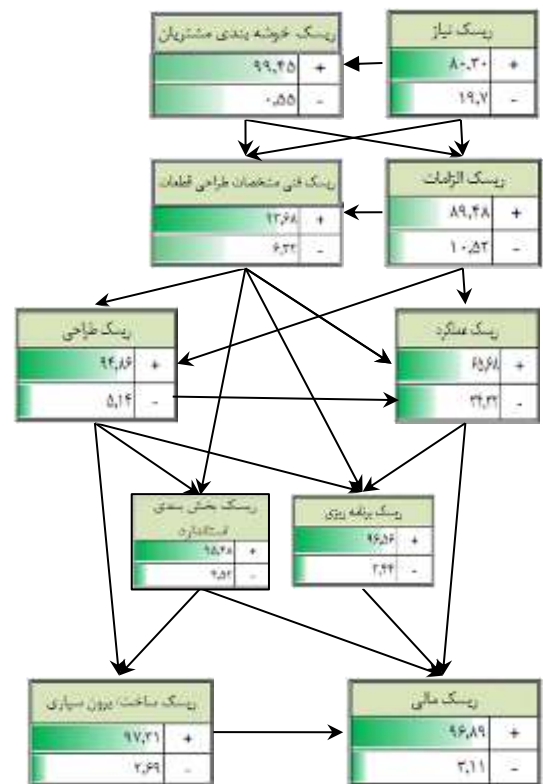 ریسک نیاز
+ ۸۰,۳۰
- ۱۹,۷
ریسک خوشه بندی مشتریان
+ ۹۹,۴۵
- ۰,۵۵
ریسک الزامات
+ ۸۹,۴۸
- ۱۰,۵۲
ریسک فنی مشخصات طراحی قطعات
+ ۹۳,۶۸
- ۶,۳۲
ریسک عملکرد
+ ۶۵,۶۸
- ۳۴,۳۲
ریسک طراحی
+ ۹۴,۸۶
- ۵,۱۴
ریسک برنامه ریزی
+ ۹۶,۵۶
- ۳,۴۴
ریسک بخش بندی
استاندارد
+ ۹۵,۴۸
- ۴,۵۲
ریسک مالی
+ ۹۶,۸۹
- ۳,۱۱
ریسک ساخت/ برون سپاری
+ ۹۷,۳۱
- ۲,۶۹